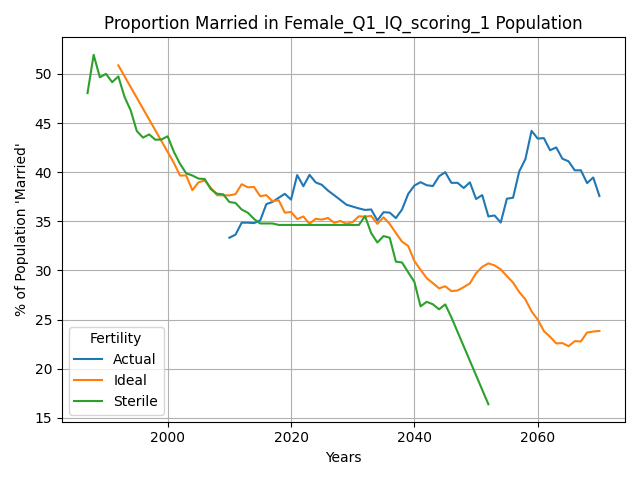 Proportion Married in Female_Q1_IQ_scoring_1 Population
% of Population 'Married'
50
45
40
35
30
25
20
15
Fertility
Actual
Ideal
Sterile
2000
2020
2040
2060
Years